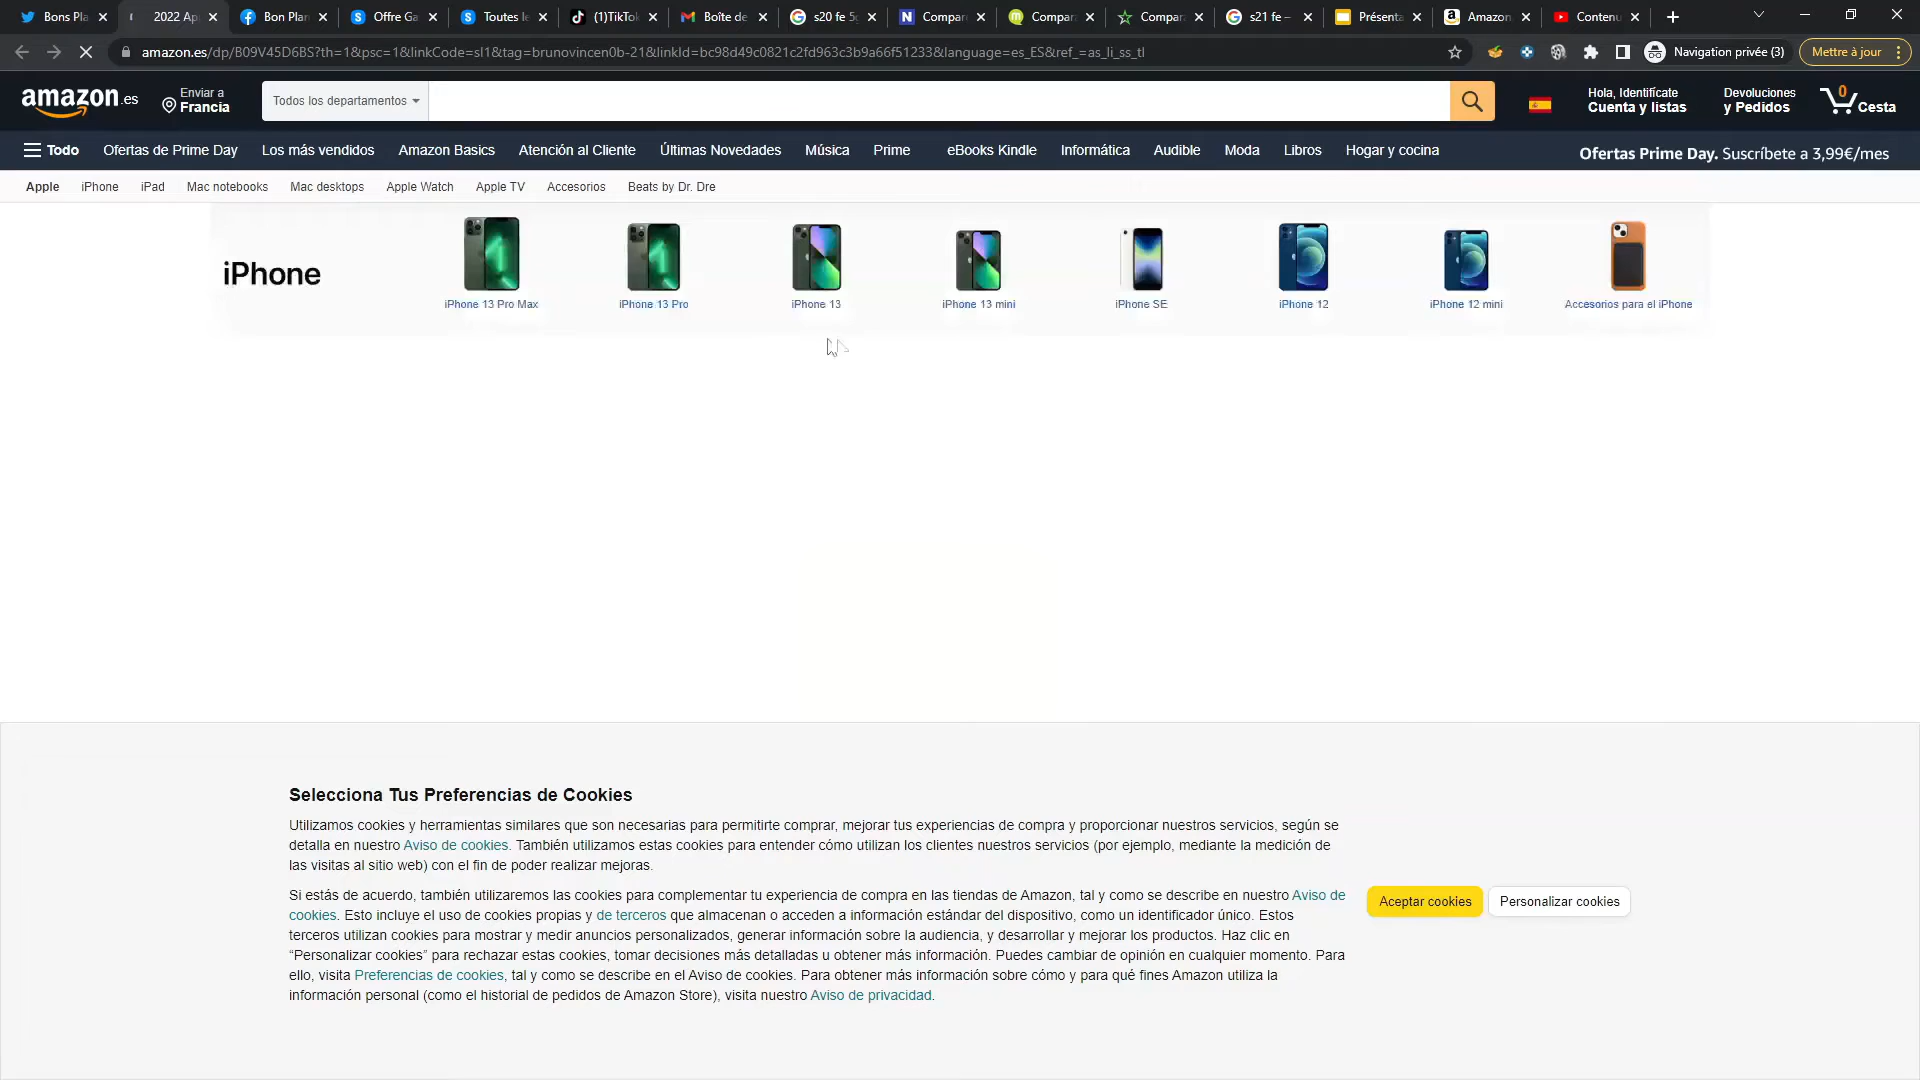 Bons Pla
2022 Ap
Bon Plan
Offre Ga
Toutes le
(1)TikTok
Boîte de
s20 fe 5g
Compar
Compar
Compar
s21 fe –
Présenta
Amazon
Contenu
amazon.es/dp/B09V45D6BS?th=1&psc=1&linkCode=sl1&tag=brunovincen0b-21&linkId=bc98d49c0821c2fd963c3b9a66f51233&language=es_ES&ref_=as_li_ss_tl
Navigation privée (3)
Mettre à jour
amazon.es
Enviar a
Francia
Todos los departamentos
Hola, Identifícate
Cuenta y listas
Devoluciones
y Pedidos
0
Cesta
Todo
Ofertas de Prime Day
Los más vendidos
Amazon Basics
Atención al Cliente
Últimas Novedades
Música
Prime
eBooks Kindle
Informática
Audible
Moda
Libros
Hogar y cocina
Ofertas Prime Day. Suscríbete a 3,99€/mes
Apple
iPhone
iPad
Mac notebooks
Mac desktops
Apple Watch
Apple TV
Accesorios
Beats by Dr. Dre
iPhone
iPhone 13 Pro Max
iPhone 13 Pro
iPhone 13
iPhone 13 mini
iPhone SE
iPhone 12
iPhone 12 mini
Accesorios para el iPhone
Selecciona Tus Preferencias de Cookies
Utilizamos cookies y herramientas similares que son necesarias para permitirte comprar, mejorar tus experiencias de compra y proporcionar nuestros servicios, según se
detalla en nuestro Aviso de cookies. También utilizamos estas cookies para entender cómo utilizan los clientes nuestros servicios (por ejemplo, mediante la medición de
las visitas al sitio web) con el fin de poder realizar mejoras.
Si estás de acuerdo, también utilizaremos las cookies para complementar tu experiencia de compra en las tiendas de Amazon, tal y como se describe en nuestro Aviso de
cookies. Esto incluye el uso de cookies propias y de terceros que almacenan o acceden a información estándar del dispositivo, como un identificador único. Estos
terceros utilizan cookies para mostrar y medir anuncios personalizados, generar información sobre la audiencia, y desarrollar y mejorar los productos. Haz clic en
“Personalizar cookies” para rechazar estas cookies, tomar decisiones más detalladas u obtener más información. Puedes cambiar de opinión en cualquier momento. Para
ello, visita Preferencias de cookies, tal y como se describe en el Aviso de cookies. Para obtener más información sobre cómo y para qué fines Amazon utiliza la
información personal (como el historial de pedidos de Amazon Store), visita nuestro Aviso de privacidad.
Aceptar cookies
Personalizar cookies